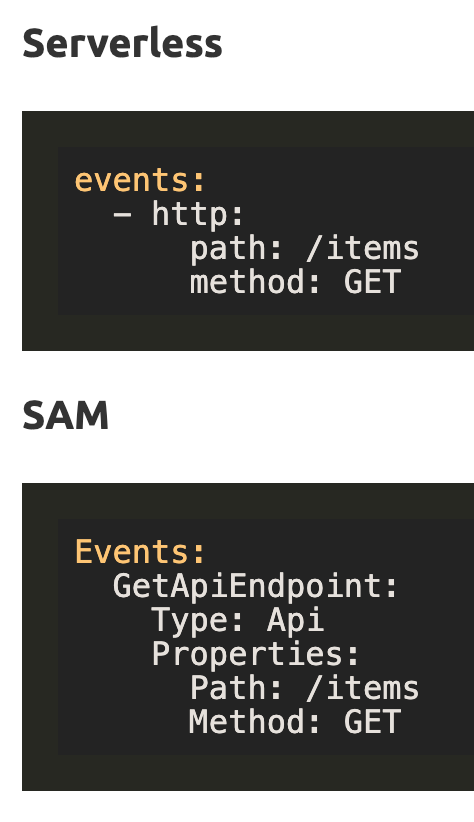 Serverless
events:
  - http:
      path: /items
      method: GET
SAM
Events:
  GetApiEndpoint:
    Type: Api
    Properties:
      Path: /items
      Method: GET